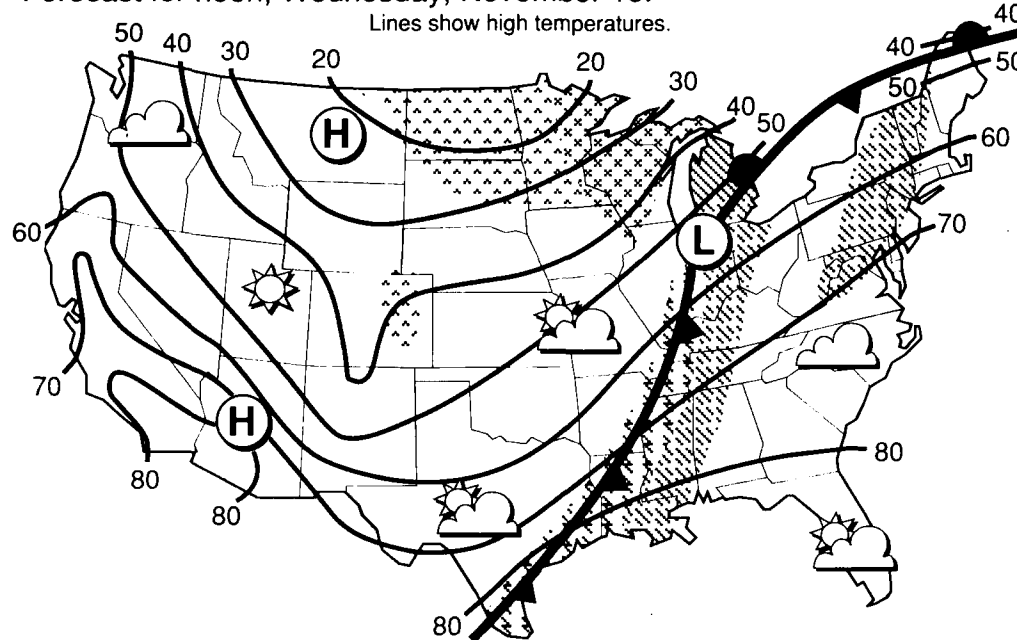 Forecast for noon, Wednesday, November
Lines show high temperatures.
40
50 40 30 20 20 40
50
30 50
40 50
H
60
60 L 70
70 H
80 80
80
80